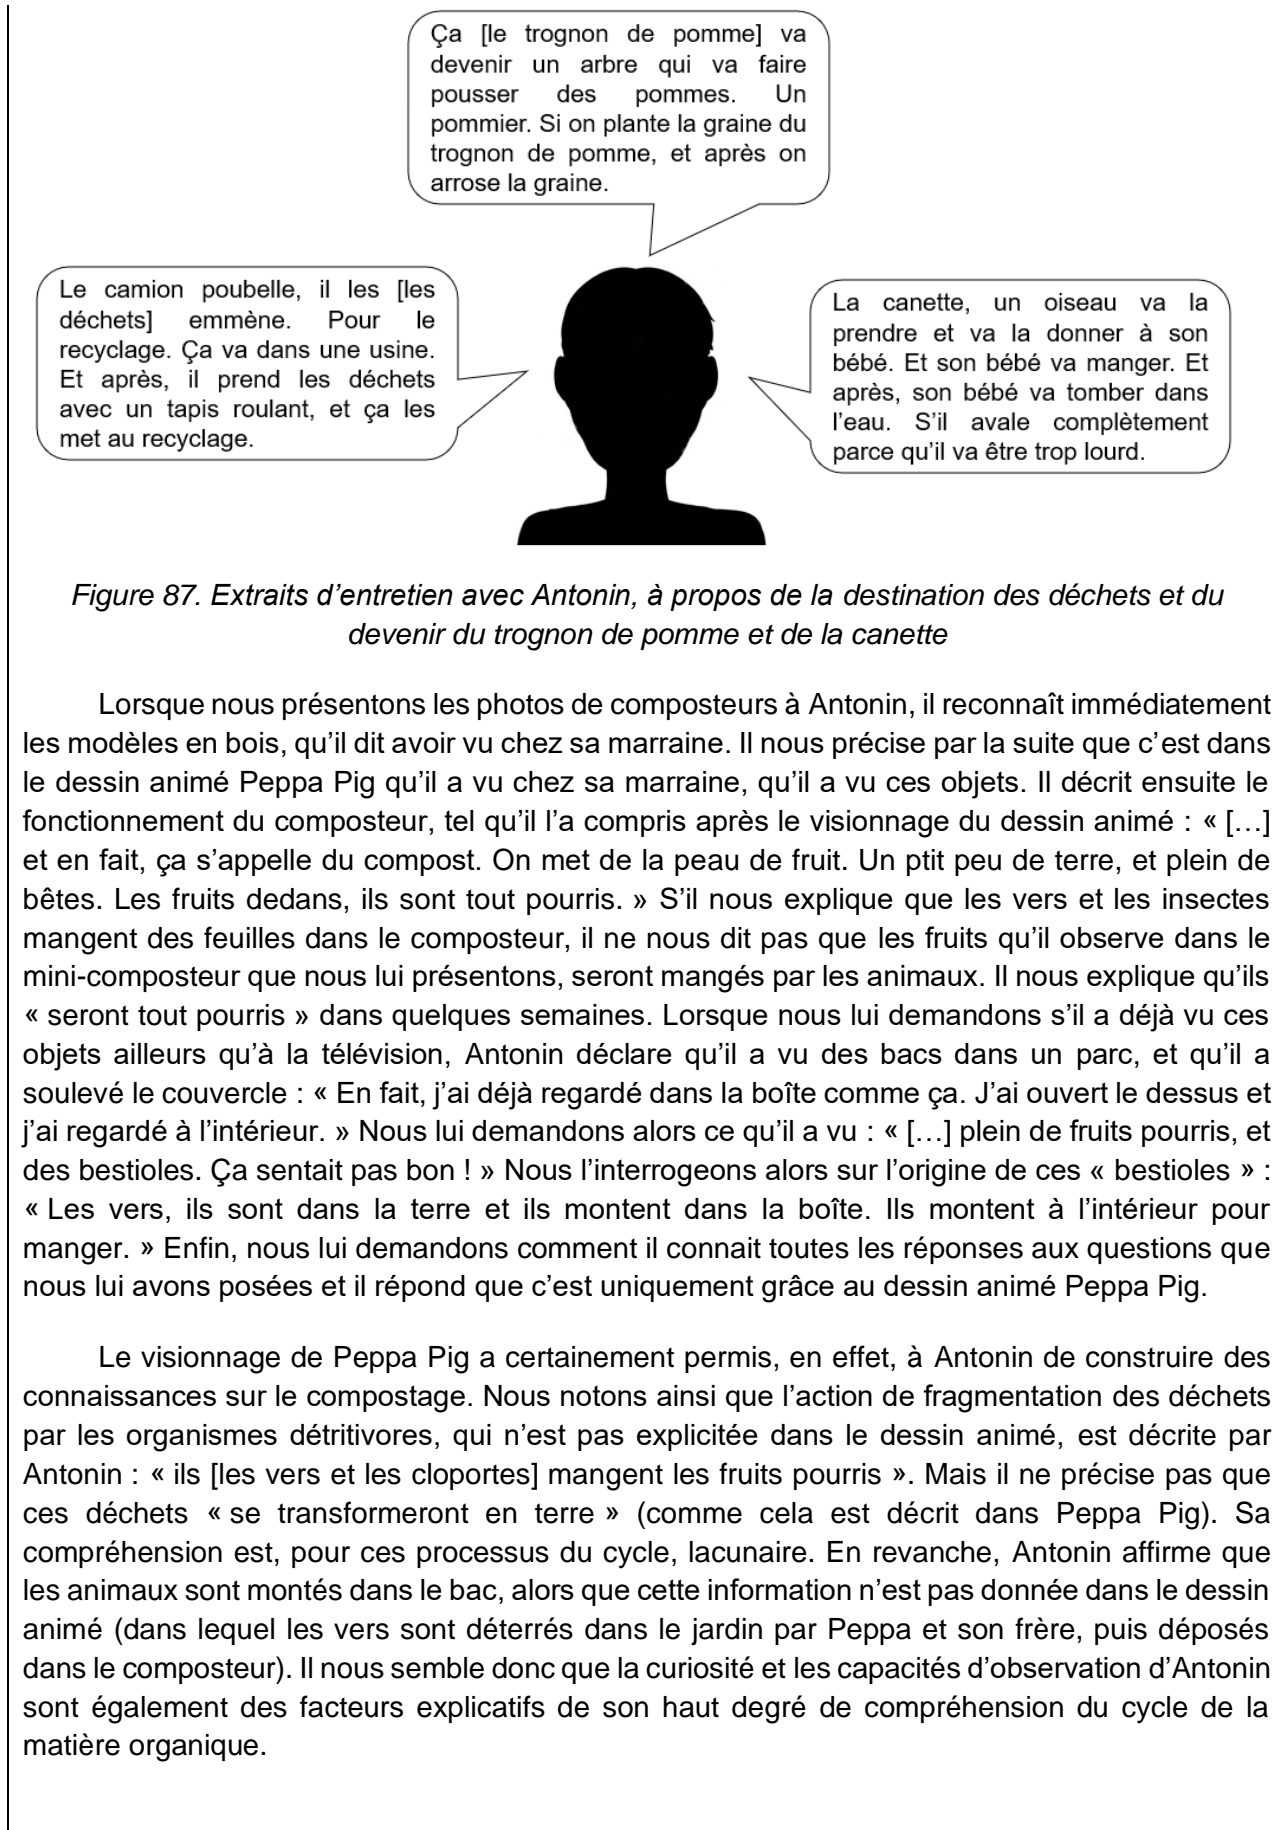 Ça [le trognon de pomme] va
devenir un arbre qui va faire
pousser des pommes. Un
pommier. Si on plante la graine du
trognon de pomme, et après on
arrose la graine.
Le camion poubelle, il les [les
déchets] emmène. Pour le
recyclage. Ça va dans une usine.
Et après, il prend les déchets
avec un tapis roulant, et ça les
met au recyclage.
La canette, un oiseau va la
prendre et va la donner à son
bébé. Et son bébé va manger. Et
après, son bébé va tomber dans
l'eau. S'il avale complètement
parce qu'il va être trop lourd.
Figure 87. Extraits d'entretien avec Antonin, à propos de la destination des déchets et du
devenir du trognon de pomme et de la canette
Lorsque nous présentons les photos de composteurs à Antonin, il reconnaît immédiatement
les modèles en bois, qu'il dit avoir vu chez sa marraine. Il nous précise par la suite que c'est dans
le dessin animé Peppa Pig qu'il a vu chez sa marraine, qu'il a vu ces objets. Il décrit ensuite le
fonctionnement du composteur, tel qu'il l'a compris après le visionnage du dessin animé : « […]
et en fait, ça s'appelle du compost. On met de la peau de fruit. Un ptit peu de terre, et plein de
bêtes. Les fruits dedans, ils sont tout pourris. » S'il nous explique que les vers et les insectes
mangent des feuilles dans le composteur, il ne nous dit pas que les fruits qu'il observe dans le
mini-composteur que nous lui présentons, seront mangés par les animaux. Il nous explique qu'ils
« seront tout pourris » dans quelques semaines. Lorsque nous lui demandons s'il a déjà vu ces
objets ailleurs qu'à la télévision, Antonin déclare qu'il a vu des bacs dans un parc, et qu'il a
soulevé le couvercle : « En fait, j'ai déjà regardé dans la boîte comme ça. J'ai ouvert le dessus et
j'ai regardé à l'intérieur. » Nous lui demandons alors ce qu'il a vu : « […] plein de fruits pourris, et
des bestioles. Ça sentait pas bon ! » Nous l'interrogeons alors sur l'origine de ces « bestioles » :
« Les vers, ils sont dans la terre et ils montent dans la boîte. Ils montent à l'intérieur pour
manger. » Enfin, nous lui demandons comment il connait toutes les réponses aux questions que
nous lui avons posées et il répond que c'est uniquement grâce au dessin animé Peppa Pig.
Le visionnage de Peppa Pig a certainement permis, en effet, à Antonin de construire des
connaissances sur le compostage. Nous notons ainsi que l'action de fragmentation des déchets
par les organismes détritivores, qui n'est pas explicitée dans le dessin animé, est décrite par
Antonin : « ils [les vers et les cloportes] mangent les fruits pourris ». Mais il ne précise pas que
ces déchets « se transformeront en terre » (comme cela est décrit dans Peppa Pig). Sa
compréhension est, pour ces processus du cycle, lacunaire. En revanche, Antonin affirme que
les animaux sont montés dans le bac, alors que cette information n'est pas donnée dans le dessin
animé (dans lequel les vers sont déterrés dans le jardin par Peppa et son frère, puis déposés
dans le composteur). Il nous semble donc que la curiosité et les capacités d'observation d'Antonin
sont également des facteurs explicatifs de son haut degré de compréhension du cycle de la
matière organique.